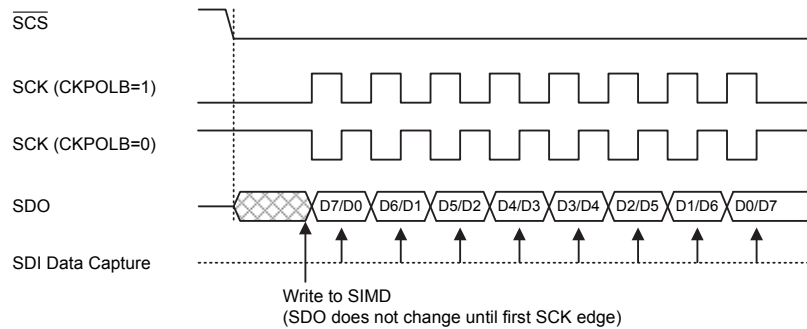 SCS
SCK (CKPOLB=1)
SCK (CKPOLB=0)
SDO
D7/D0 D6/D1 D5/D2 D4/D3 D3/D4 D2/D5 D1/D6 D0/D7
SDI Data Capture
Write to SIMD
(SDO does not change until first SCK edge)